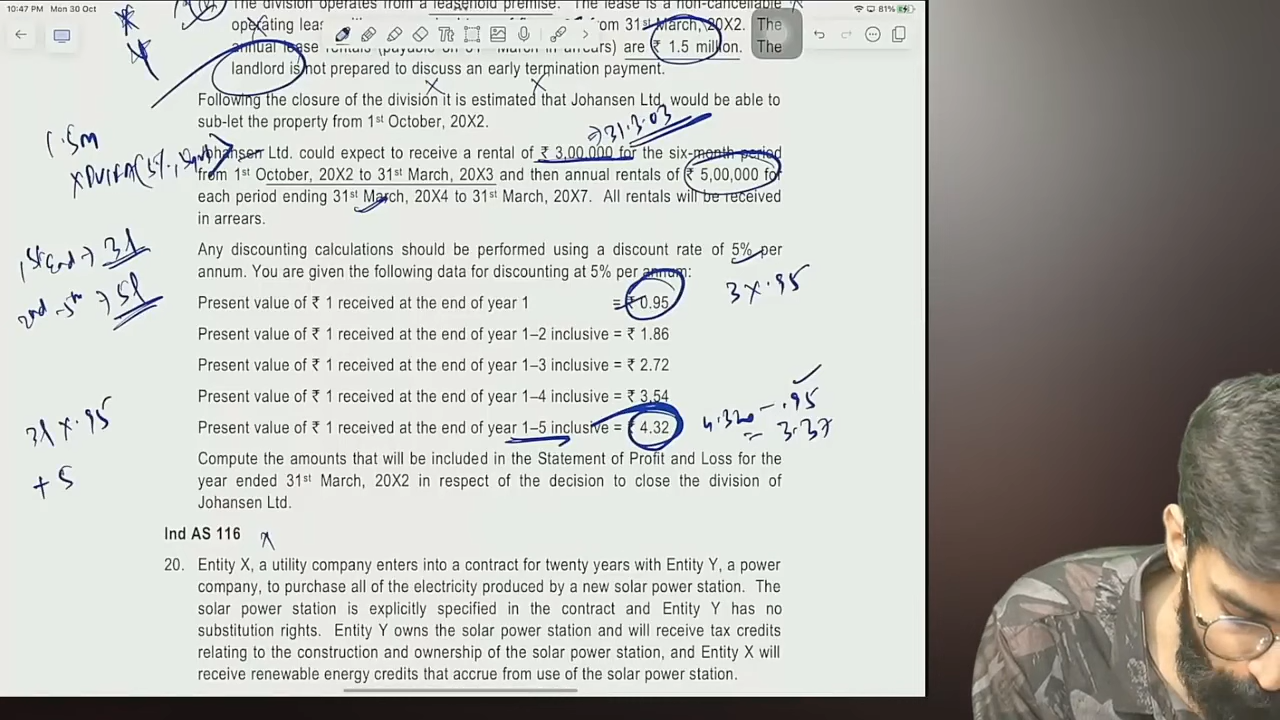 10:47 PM Mon 30 Oct
81%
The division operates from a leasehold premise. The lease is a non-cancellable
operating lea om 31st March, 20X2. The
annual lease rentals (payable on 31 March in arrears) are ₹ 1.5 million. The
landlord is not prepared to discuss an early termination payment.
Following the closure of the division it is estimated that Johansen Ltd. would be able to
sub-let the property from 1st October, 20X2.
31.3.03
1.5m
Johansen Ltd. could expect to receive a rental of ₹ 3,00,000 for the six-month period
from 1st October, 20X2 to 31st March, 20X3 and then annual rentals of ₹ 5,00,000 for
each period ending 31st March, 20X4 to 31st March, 20X7. All rentals will be received
in arrears.
Any discounting calculations should be performed using a discount rate of 5% per
annum. You are given the following data for discounting at 5% per annum:
1st end → 3l
2nd - 5th → 5l
3 x .95
Present value of ₹ 1 received at the end of year 1 = ₹ 0.95
Present value of ₹ 1 received at the end of year 1–2 inclusive = ₹ 1.86
Present value of ₹ 1 received at the end of year 1–3 inclusive = ₹ 2.72
Present value of ₹ 1 received at the end of year 1–4 inclusive = ₹ 3.54
Present value of ₹ 1 received at the end of year 1–5 inclusive = ₹ 4.32
4.320 - .95
= 3.37
3l x .95
+ 5
Compute the amounts that will be included in the Statement of Profit and Loss for the
year ended 31st March, 20X2 in respect of the decision to close the division of
Johansen Ltd.
Ind AS 116
20. Entity X, a utility company enters into a contract for twenty years with Entity Y, a power
company, to purchase all of the electricity produced by a new solar power station. The
solar power station is explicitly specified in the contract and Entity Y has no
substitution rights. Entity Y owns the solar power station and will receive tax credits
relating to the construction and ownership of the solar power station, and Entity X will
receive renewable energy credits that accrue from use of the solar power station.